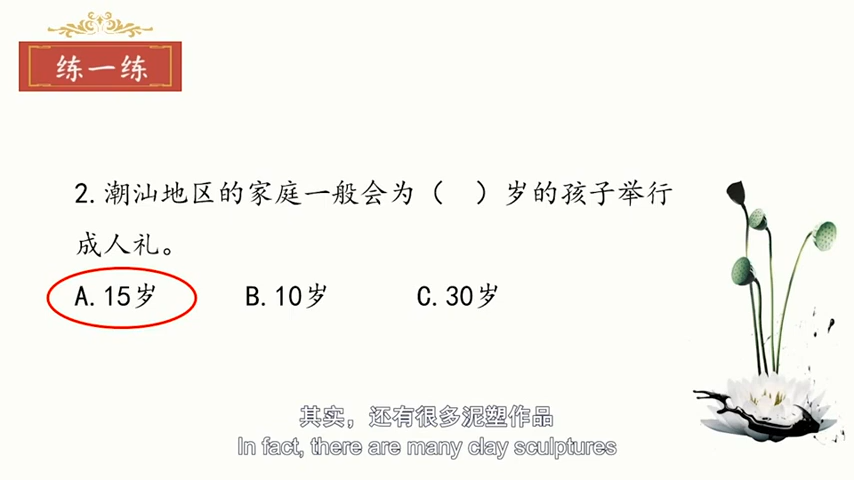 练一练
2.潮汕地区的家庭一般会为（ ）岁的孩子举行
成人礼。
A.15岁 B.10岁 C.30岁
其实，还有很多泥塑作品
In fact, there are many clay sculptures